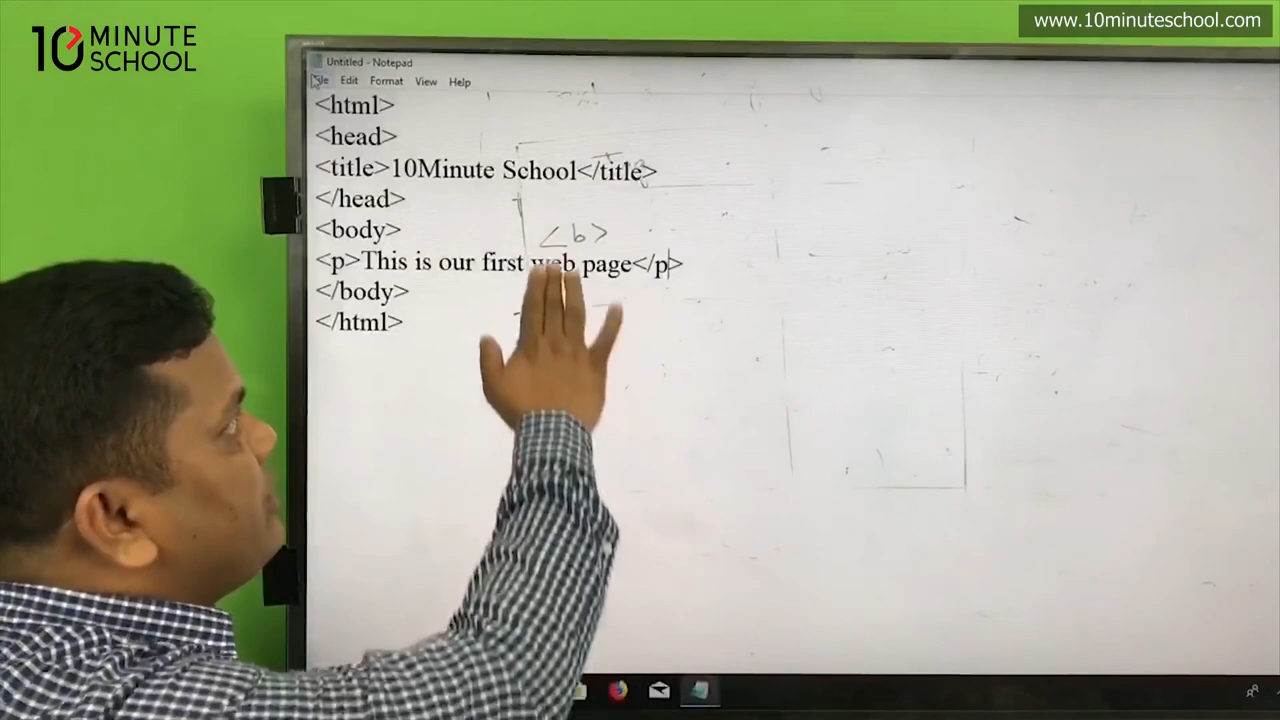 10 MINUTE
SCHOOL
www.10minuteschool.com
Untitled - Notepad
Edit Format View Help
<html>
<head>
<title>10Minute School</title>
</head>
<body>
<b>
<p>This is our first web page</p>
</body>
</html>